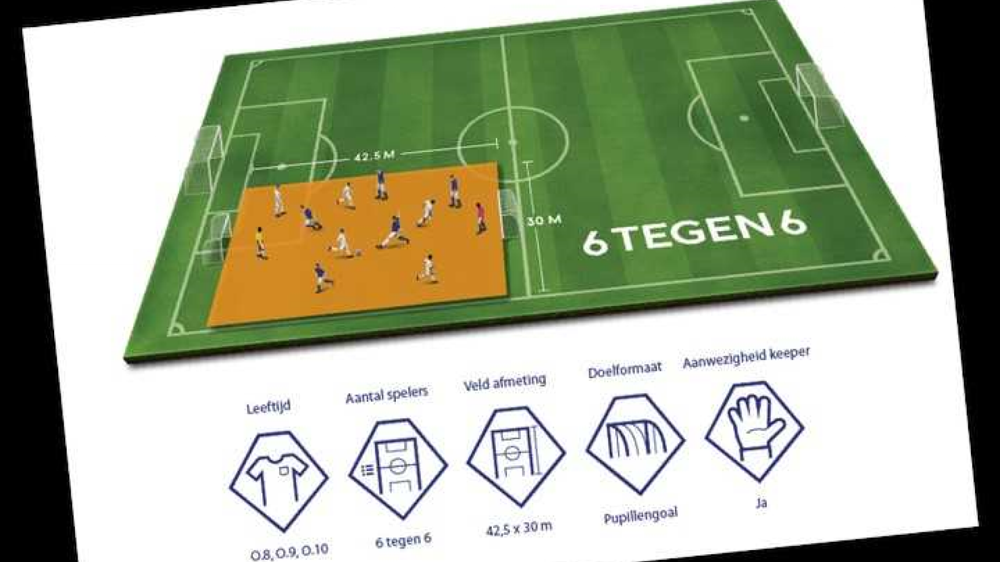 42.5 M
30 M
6 TEGEN 6
Leeftijd
Aantal spelers
Veld afmeting
Doelformaat
Aanwezigheid keeper
O.8, O.9, O.10
6 tegen 6
42,5 x 30 m
Pupillengoal
Ja